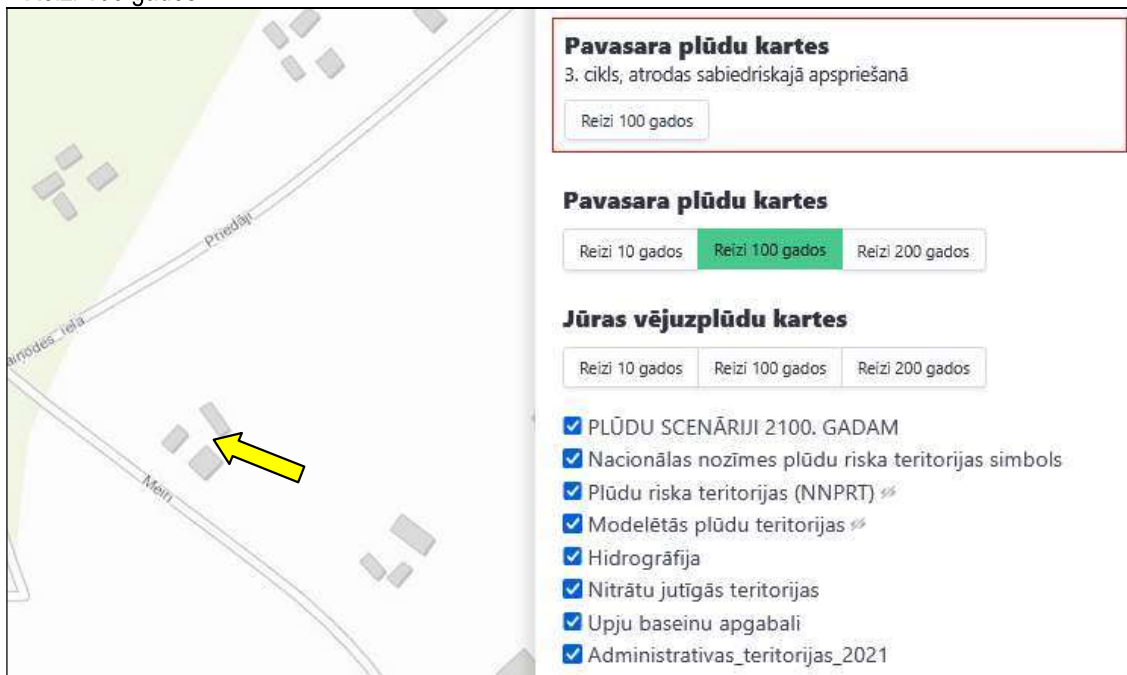 Reizi 100 gados
Pavasara plūdu kartes
3. cikls, atrodas sabiedriskajā apspriešanā
Reizi 100 gados
Pavasara plūdu kartes
Reizi 10 gados Reizi 100 gados Reizi 200 gados
Jūras vējuzplūdu kartes
Reizi 10 gados Reizi 100 gados Reizi 200 gados
PLŪDU SCENĀRIJI 2100. GADAM
Nacionālas nozīmes plūdu riska teritorijas simbols
Plūdu riska teritorijas (NNPRT)
Modelētās plūdu teritorijas
Hidrogrāfija
Nitrātu jutīgās teritorijas
Upju baseinu apgabali
Administrativas_teritorijas_2021
Priedāji
aiņodes_iela
Meiņ